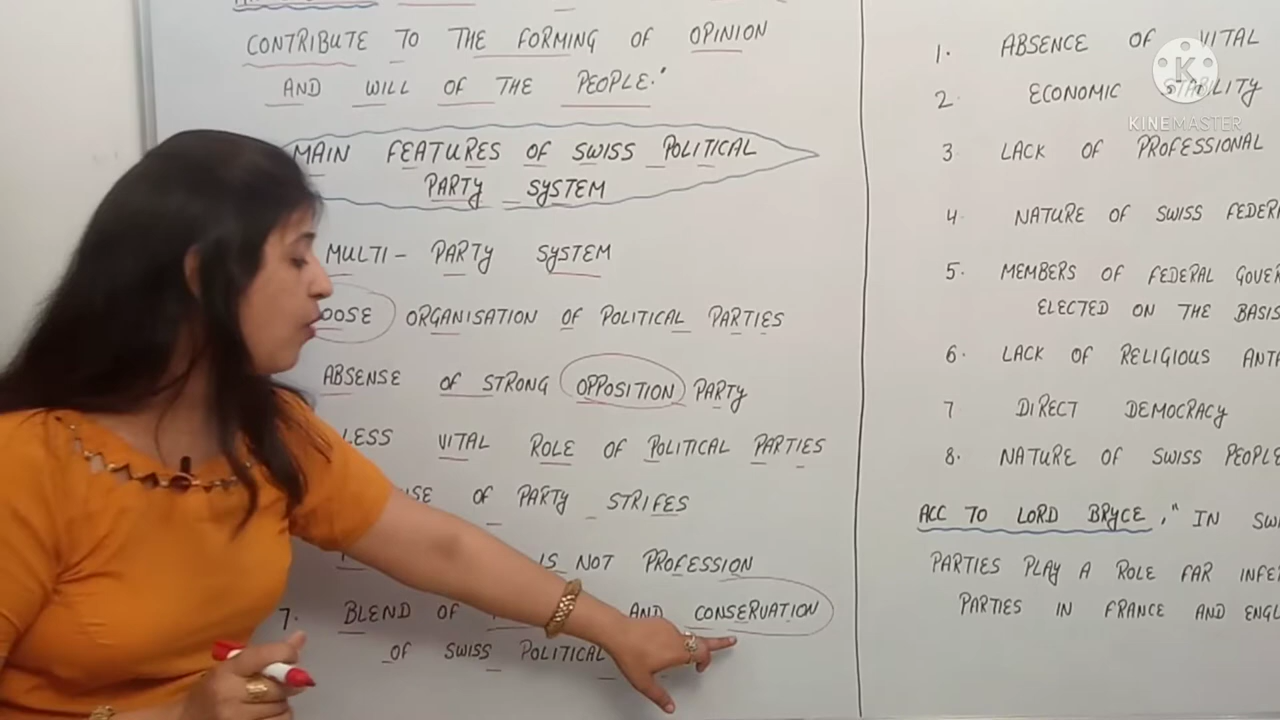 CONTRIBUTE TO THE FORMING OF OPINION
AND WILL OF THE PEOPLE."
MAIN FEATURES OF SWISS POLITICAL
PARTY SYSTEM
MULTI - PARTY SYSTEM
OOSE ORGANISATION OF POLITICAL PARTIES
ABSENSE OF STRONG OPPOSITION PARTY
LESS VITAL ROLE OF POLITICAL PARTIES
OF PARTY STRIFES
IS NOT PROFESSION
7. BLEND OF AND CONSERVATION
OF SWISS POLITICAL
1. ABSENCE OF VITAL
2 ECONOMIC STABILITY
3 LACK OF PROFESSIONAL
4 NATURE OF SWISS FEDER
5. MEMBERS OF FEDERAL GOVER
ELECTED ON THE BASIS
6. LACK OF RELIGIOUS ANTA
7 DIRECT DEMOCRACY
8. NATURE OF SWISS PEOPLE
ACC TO LORD BRYCE, "IN SW
PARTIES PLAY A ROLE FAR INFE
PARTIES IN FRANCE AND ENGL
K
KINEMASTER